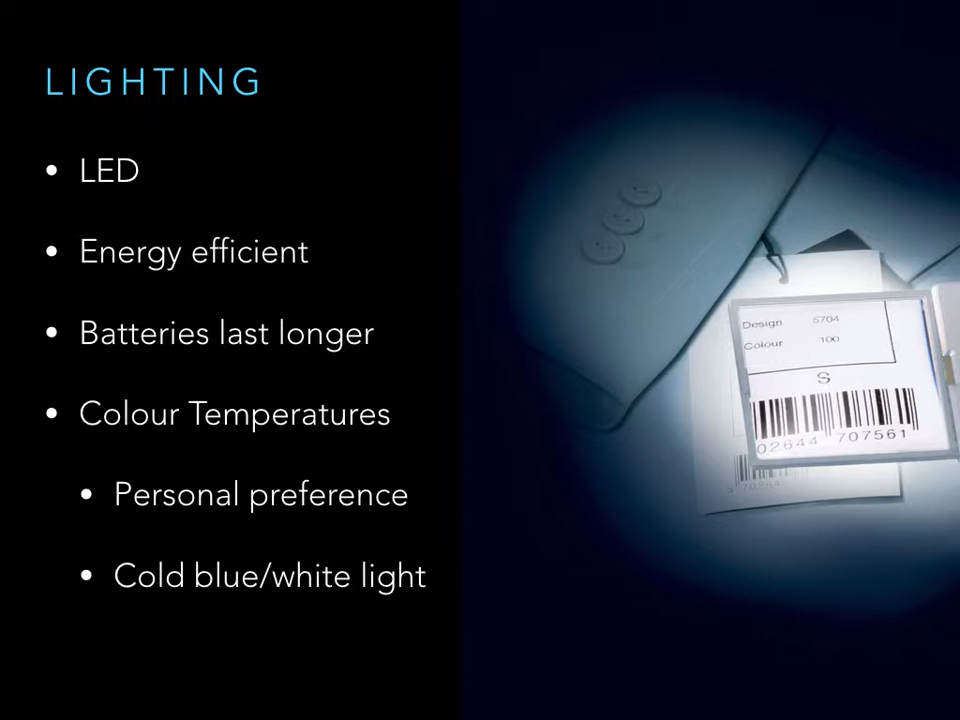 LIGHTING
• LED
• Energy efficient
• Batteries last longer
• Colour Temperatures
• Personal preference
• Cold blue/white light
Design 5704
Colour 100
S
02644 707561